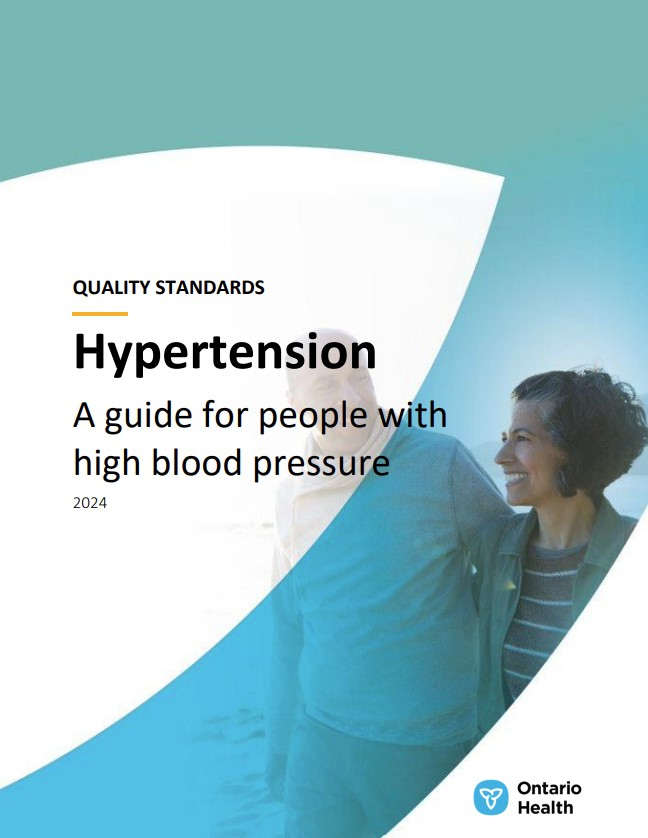 QUALITY STANDARDS
Hypertension
A guide for people with
high blood pressure
2024
Ontario
Health